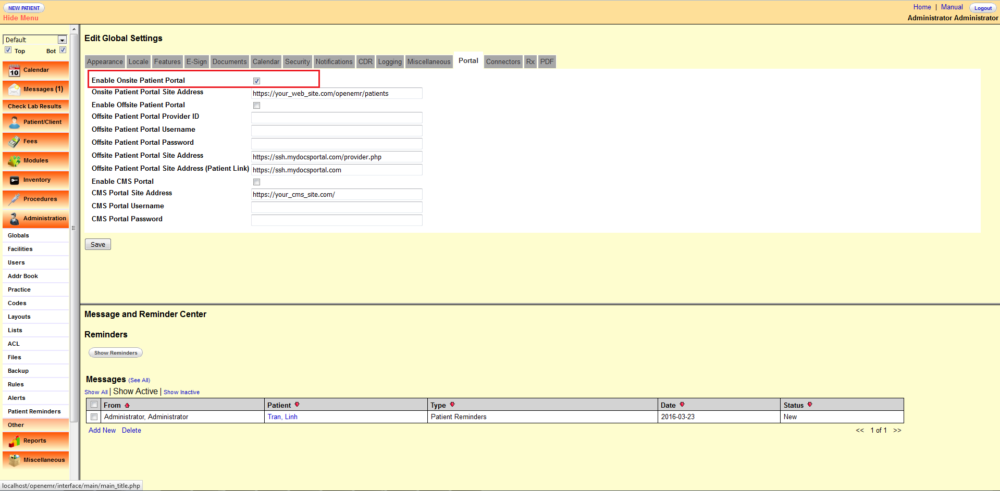 NEW PATIENT
Hide Menu
Home | Manual Logout
Administrator Administrator
Default
Top Bot
Calendar
Messages (1)
Check Lab Results
Patient/Client
Fees
Modules
Inventory
Procedures
Administration
Globals
Facilities
Users
Addr Book
Practice
Codes
Layouts
Lists
ACL
Files
Backup
Rules
Alerts
Patient Reminders
Other
Reports
Miscellaneous
localhost/openemr/interface/main/main_title.php
Edit Global Settings
Appearance Locale Features E-Sign Documents Calendar Security Notifications CDR Logging Miscellaneous Portal Connectors Rx PDF
Enable Onsite Patient Portal
Onsite Patient Portal Site Address https://your_web_site.com/openemr/patients
Enable Offsite Patient Portal
Offsite Patient Portal Provider ID
Offsite Patient Portal Username
Offsite Patient Portal Password
Offsite Patient Portal Site Address https://ssh.mydocsportal.com/provider.php
Offsite Patient Portal Site Address (Patient Link) https://ssh.mydocsportal.com
Enable CMS Portal
CMS Portal Site Address https://your_cms_site.com/
CMS Portal Username
CMS Portal Password
Save
Message and Reminder Center
Reminders
Show Reminders
Messages (See All)
Show All | Show Active | Show Inactive
From Patient Type Date Status
Administrator, Administrator Tran, Linh Patient Reminders 2016-03-23 New
Add New Delete << 1 of 1 >>